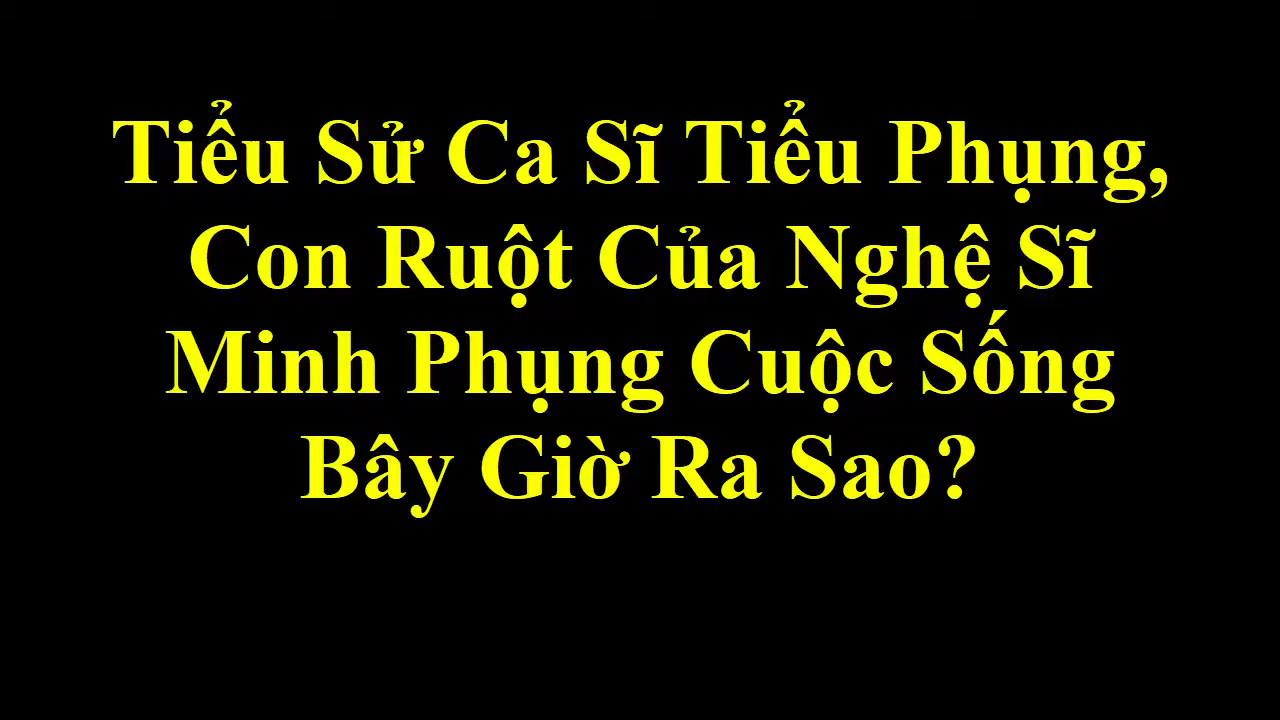 Tiểu Sử Ca Sĩ Tiểu Phụng,
Con Ruột Của Nghệ Sĩ
Minh Phụng Cuộc Sống
Bây Giờ Ra Sao?